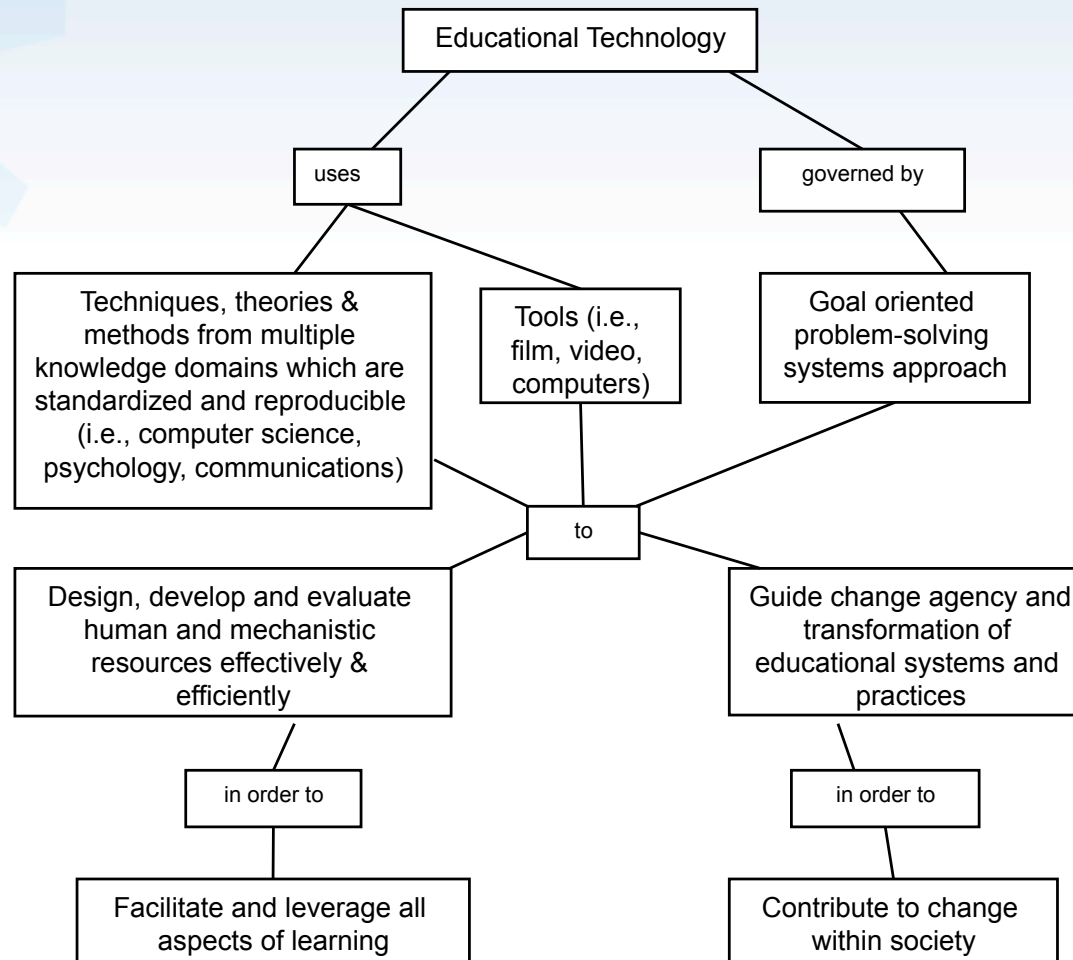 Educational Technology
uses
governed by
Techniques, theories &
methods from multiple
knowledge domains which are
standardized and reproducible
(i.e., computer science,
psychology, communications)
Tools (i.e.,
film, video,
computers)
Goal oriented
problem-solving
systems approach
to
Design, develop and evaluate
human and mechanistic
resources effectively &
efficiently
Guide change agency and
transformation of
educational systems and
practices
in order to
in order to
Facilitate and leverage all
aspects of learning
Contribute to change
within society